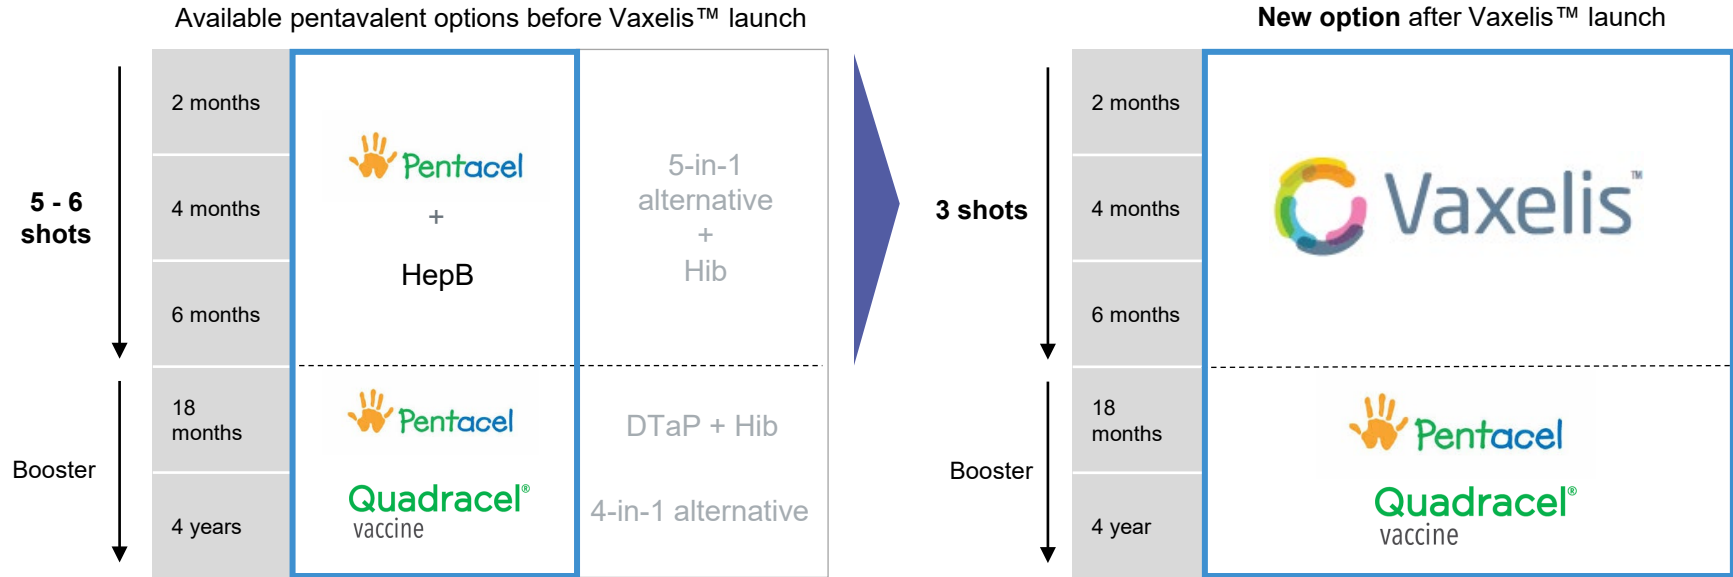 Available pentavalent options before Vaxelis™ launch
5 - 6
shots
Booster
2 months
4 months
6 months
18
months
4 years
Pentacel
+
HepB
Pentacel
Quadracel®
vaccine
5-in-1
alternative
+
Hib
DTaP + Hib
4-in-1 alternative
New option after Vaxelis™ launch
3 shots
Booster
2 months
4 months
6 months
18
months
4 year
Vaxelis™
Pentacel
Quadracel®
vaccine